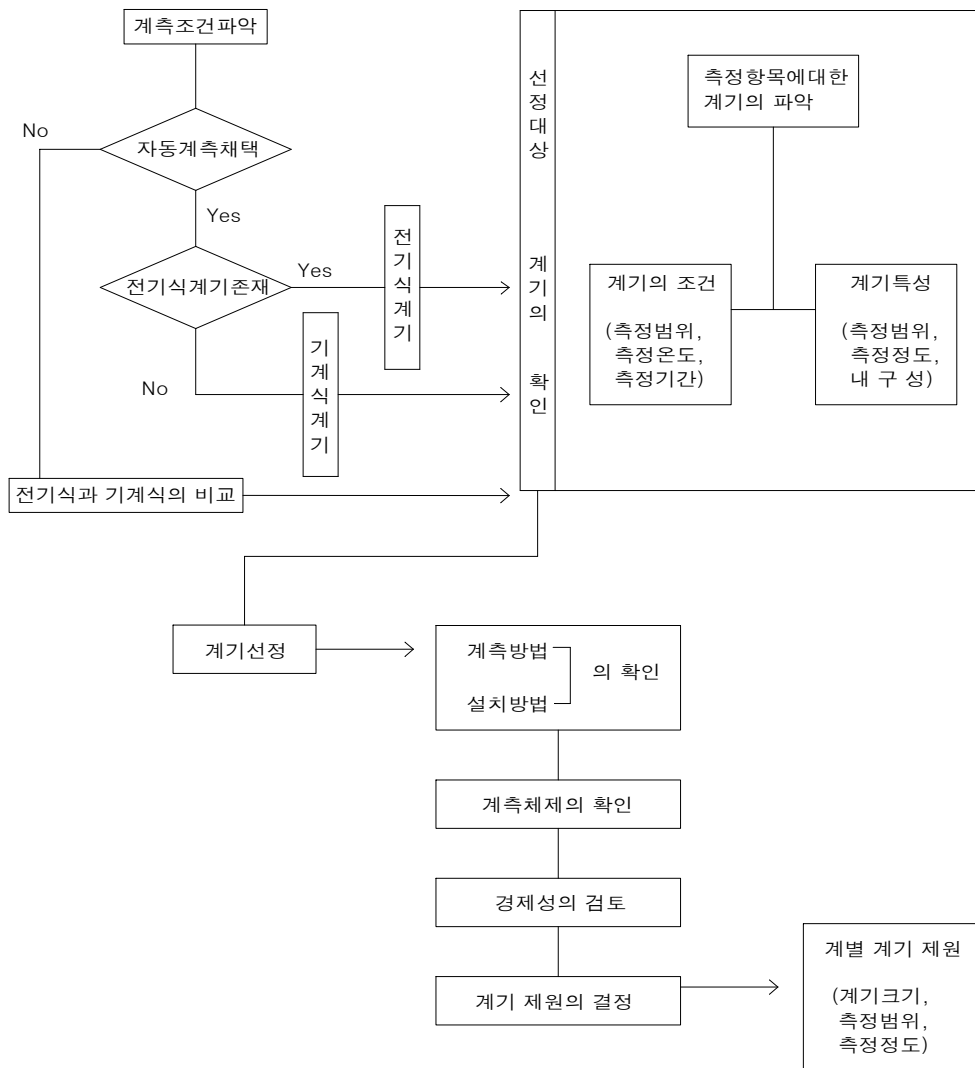 계측조건파악
No
자동계측채택
Yes
전기식계기존재
Yes
전기식계기
No
기계식계기
전기식과 기계식의 비교
선정대상 계기의 확인
측정항목에대한
계기의 파악
계기의 조건
(측정범위,
측정온도,
측정기간)
계기특성
(측정범위,
측정정도,
내 구 성)
계기선정
계측방법
설치방법
의 확인
계측체제의 확인
경제성의 검토
계기 제원의 결정
계별 계기 제원
(계기크기,
측정범위,
측정정도)